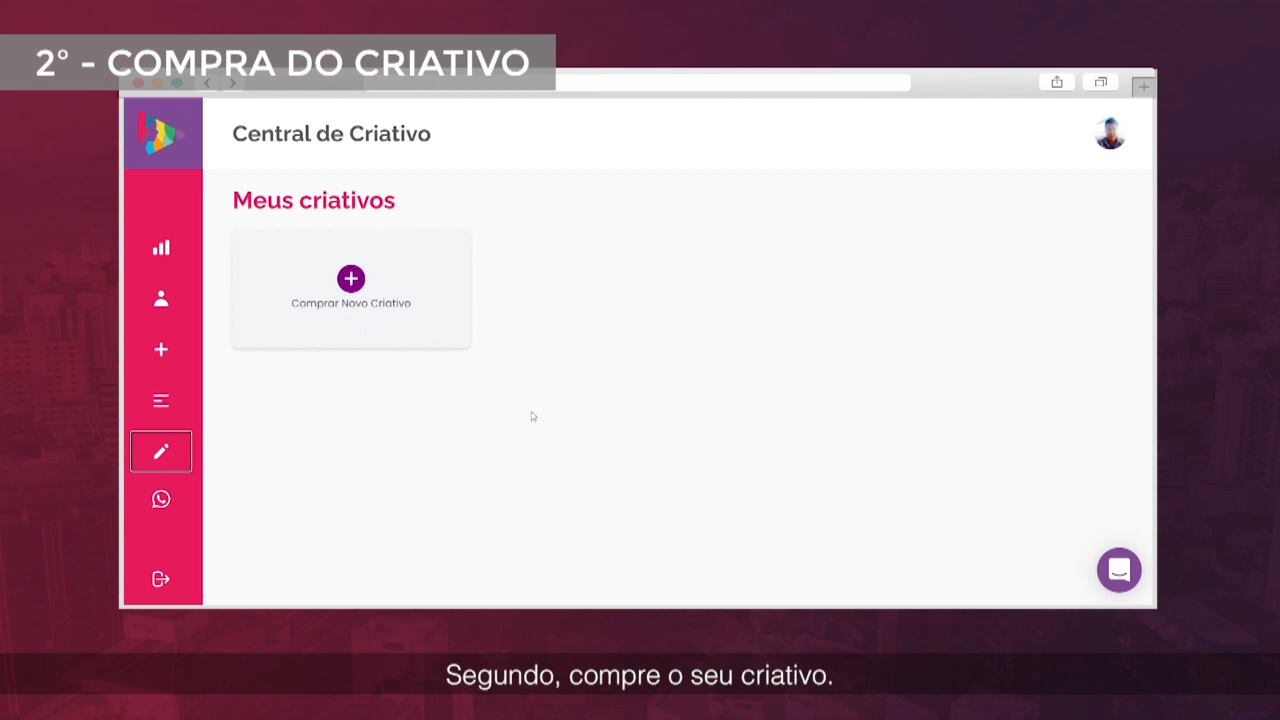 2° - COMPRA DO CRIATIVO
Central de Criativo
Meus criativos
Comprar Novo Criativo
Segundo, compre o seu criativo.